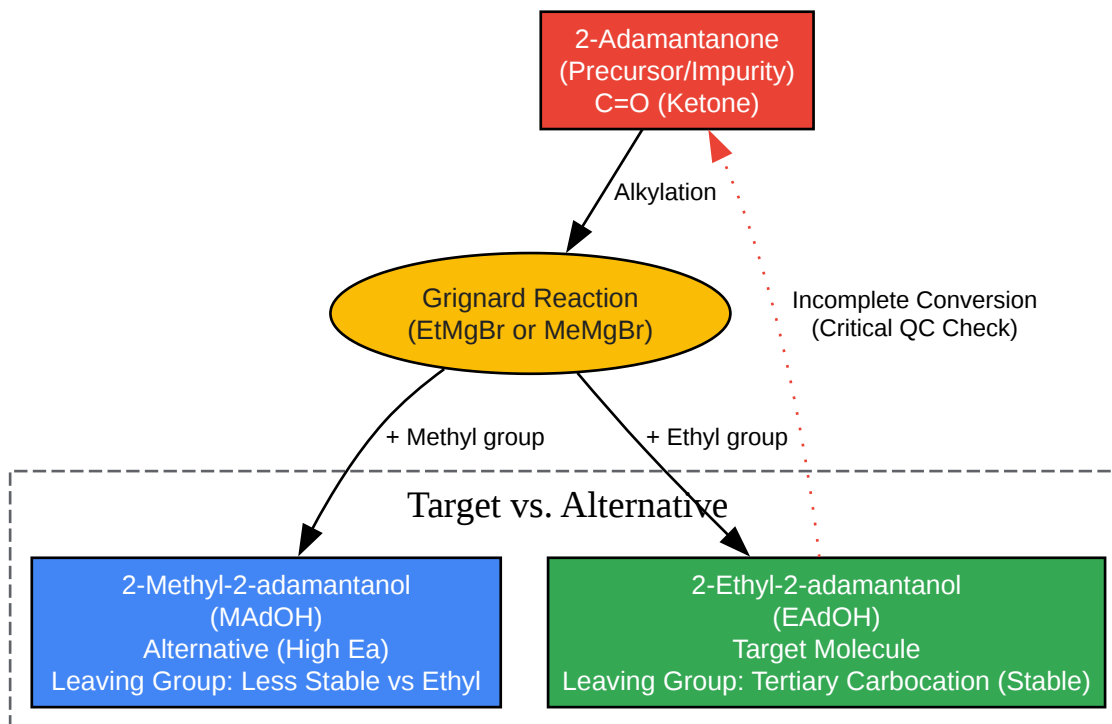 2-Adamantanone
(Precursor/Impurity)
C=O (Ketone)
Alkylation
Grignard Reaction
(EtMgBr or MeMgBr)
Incomplete Conversion
(Critical QC Check)
+ Methyl group
+ Ethyl group
Target vs. Alternative
2-Methyl-2-adamantanol
(MAdOH)
Alternative (High Ea)
Leaving Group: Less Stable vs Ethyl
2-Ethyl-2-adamantanol
(EAdOH)
Target Molecule
Leaving Group: Tertiary Carbocation (Stable)